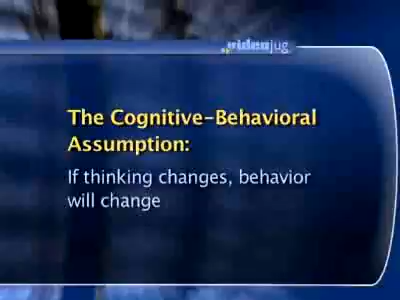 videojug
The Cognitive-Behavioral
Assumption:
If thinking changes, behavior
will change